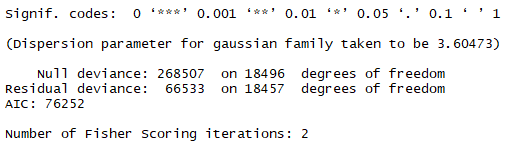 Signif. codes:  0 ‘***’ 0.001 ‘**’ 0.01 ‘*’ 0.05 ‘.’ 0.1 ‘ ’ 1
(Dispersion parameter for gaussian family taken to be 3.60473)
Null deviance: 268507  on 18496  degrees of freedom
Residual deviance:  66533  on 18457  degrees of freedom
AIC: 76252
Number of Fisher Scoring iterations: 2